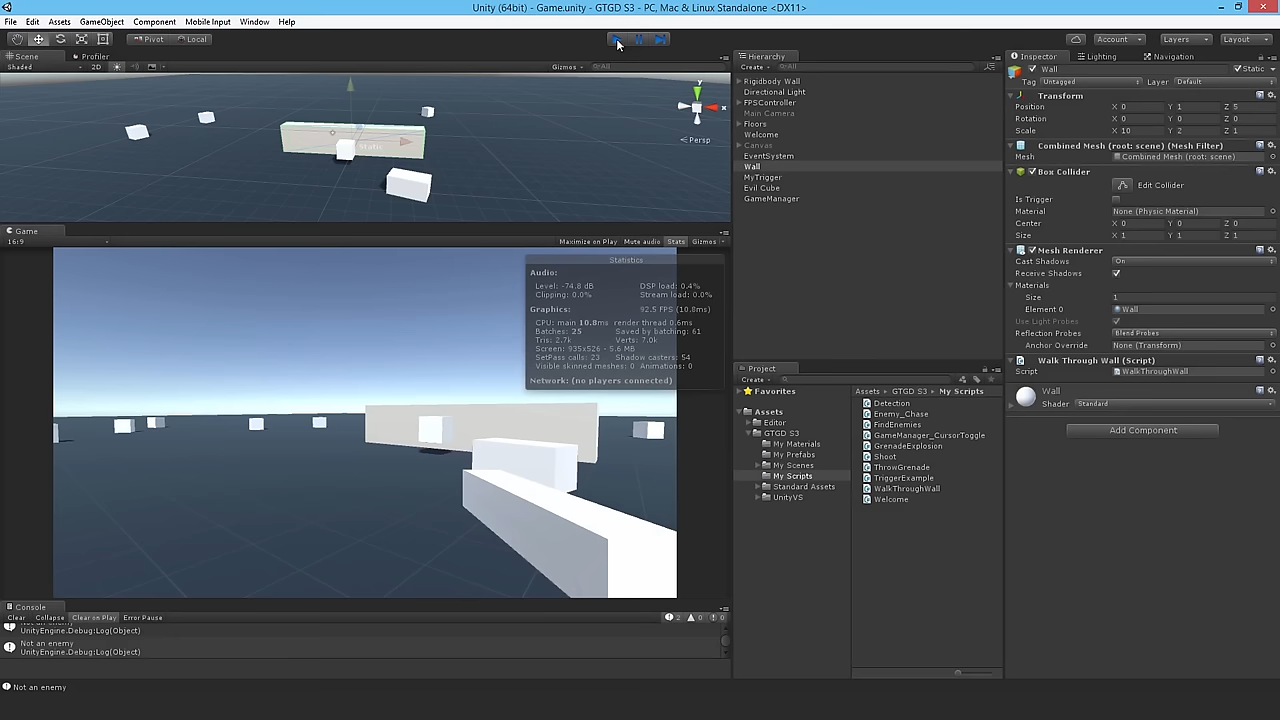 Unity (64bit) - Game.unity - GTGD S3 - PC, Mac & Linux Standalone <DX11>
File Edit Assets GameObject Component Mobile Input Window Help
Pivot Local Account Layers Layout
Scene Profiler
Shaded 2D Gizmos All
y
x
Persp
Static
Game
16:9 Maximize on Play Mute audio Stats Gizmos
Statistics
Audio:
Level: -74.8 dB DSP load: 0.4%
Clipping: 0.0% Stream load: 0.0%
Graphics: 92.5 FPS (10.8ms)
CPU: main 10.8ms render thread 0.6ms
Batches: 25 Saved by batching: 61
Tris: 2.7k Verts: 7.0k
Screen: 935x526 - 5.6 MB
SetPass calls: 23 Shadow casters: 54
Visible skinned meshes: 0 Animations: 0
Network: (no players connected)
Console
Clear Collapse Clear on Play Error Pause 2 0 0
Not an enemy
UnityEngine.Debug:Log(Object)
Not an enemy
UnityEngine.Debug:Log(Object)
Not an enemy
Hierarchy
Create All
Rigidbody Wall
Directional Light
FPSController
Main Camera
Floors
Welcome
Canvas
EventSystem
Wall
MyTrigger
Evil Cube
GameManager
Project
Create
Favorites
Assets
Editor
GTGD S3
My Materials
My Prefabs
My Scenes
My Scripts
Standard Assets
UnityVS
Assets GTGD S3 My Scripts
Detection
Enemy_Chase
FindEnemies
GameManager_CursorToggle
GrenadeExplosion
Shoot
ThrowGrenade
TriggerExample
WalkThroughWall
Welcome
Inspector Lighting Navigation
Wall Static
Tag Untagged Layer Default
Transform
Position X 0 Y 1 Z 5
Rotation X 0 Y 0 Z 0
Scale X 10 Y 2 Z 1
Combined Mesh (root: scene) (Mesh Filter)
Mesh Combined Mesh (root: scene)
Box Collider
Edit Collider
Is Trigger
Material None (Physic Material)
Center X 0 Y 0 Z 0
Size X 1 Y 1 Z 1
Mesh Renderer
Cast Shadows On
Receive Shadows
Materials
Size 1
Element 0 Wall
Use Light Probes
Reflection Probes Blend Probes
Anchor Override None (Transform)
Walk Through Wall (Script)
Script WalkThroughWall
Wall
Shader Standard
Add Component